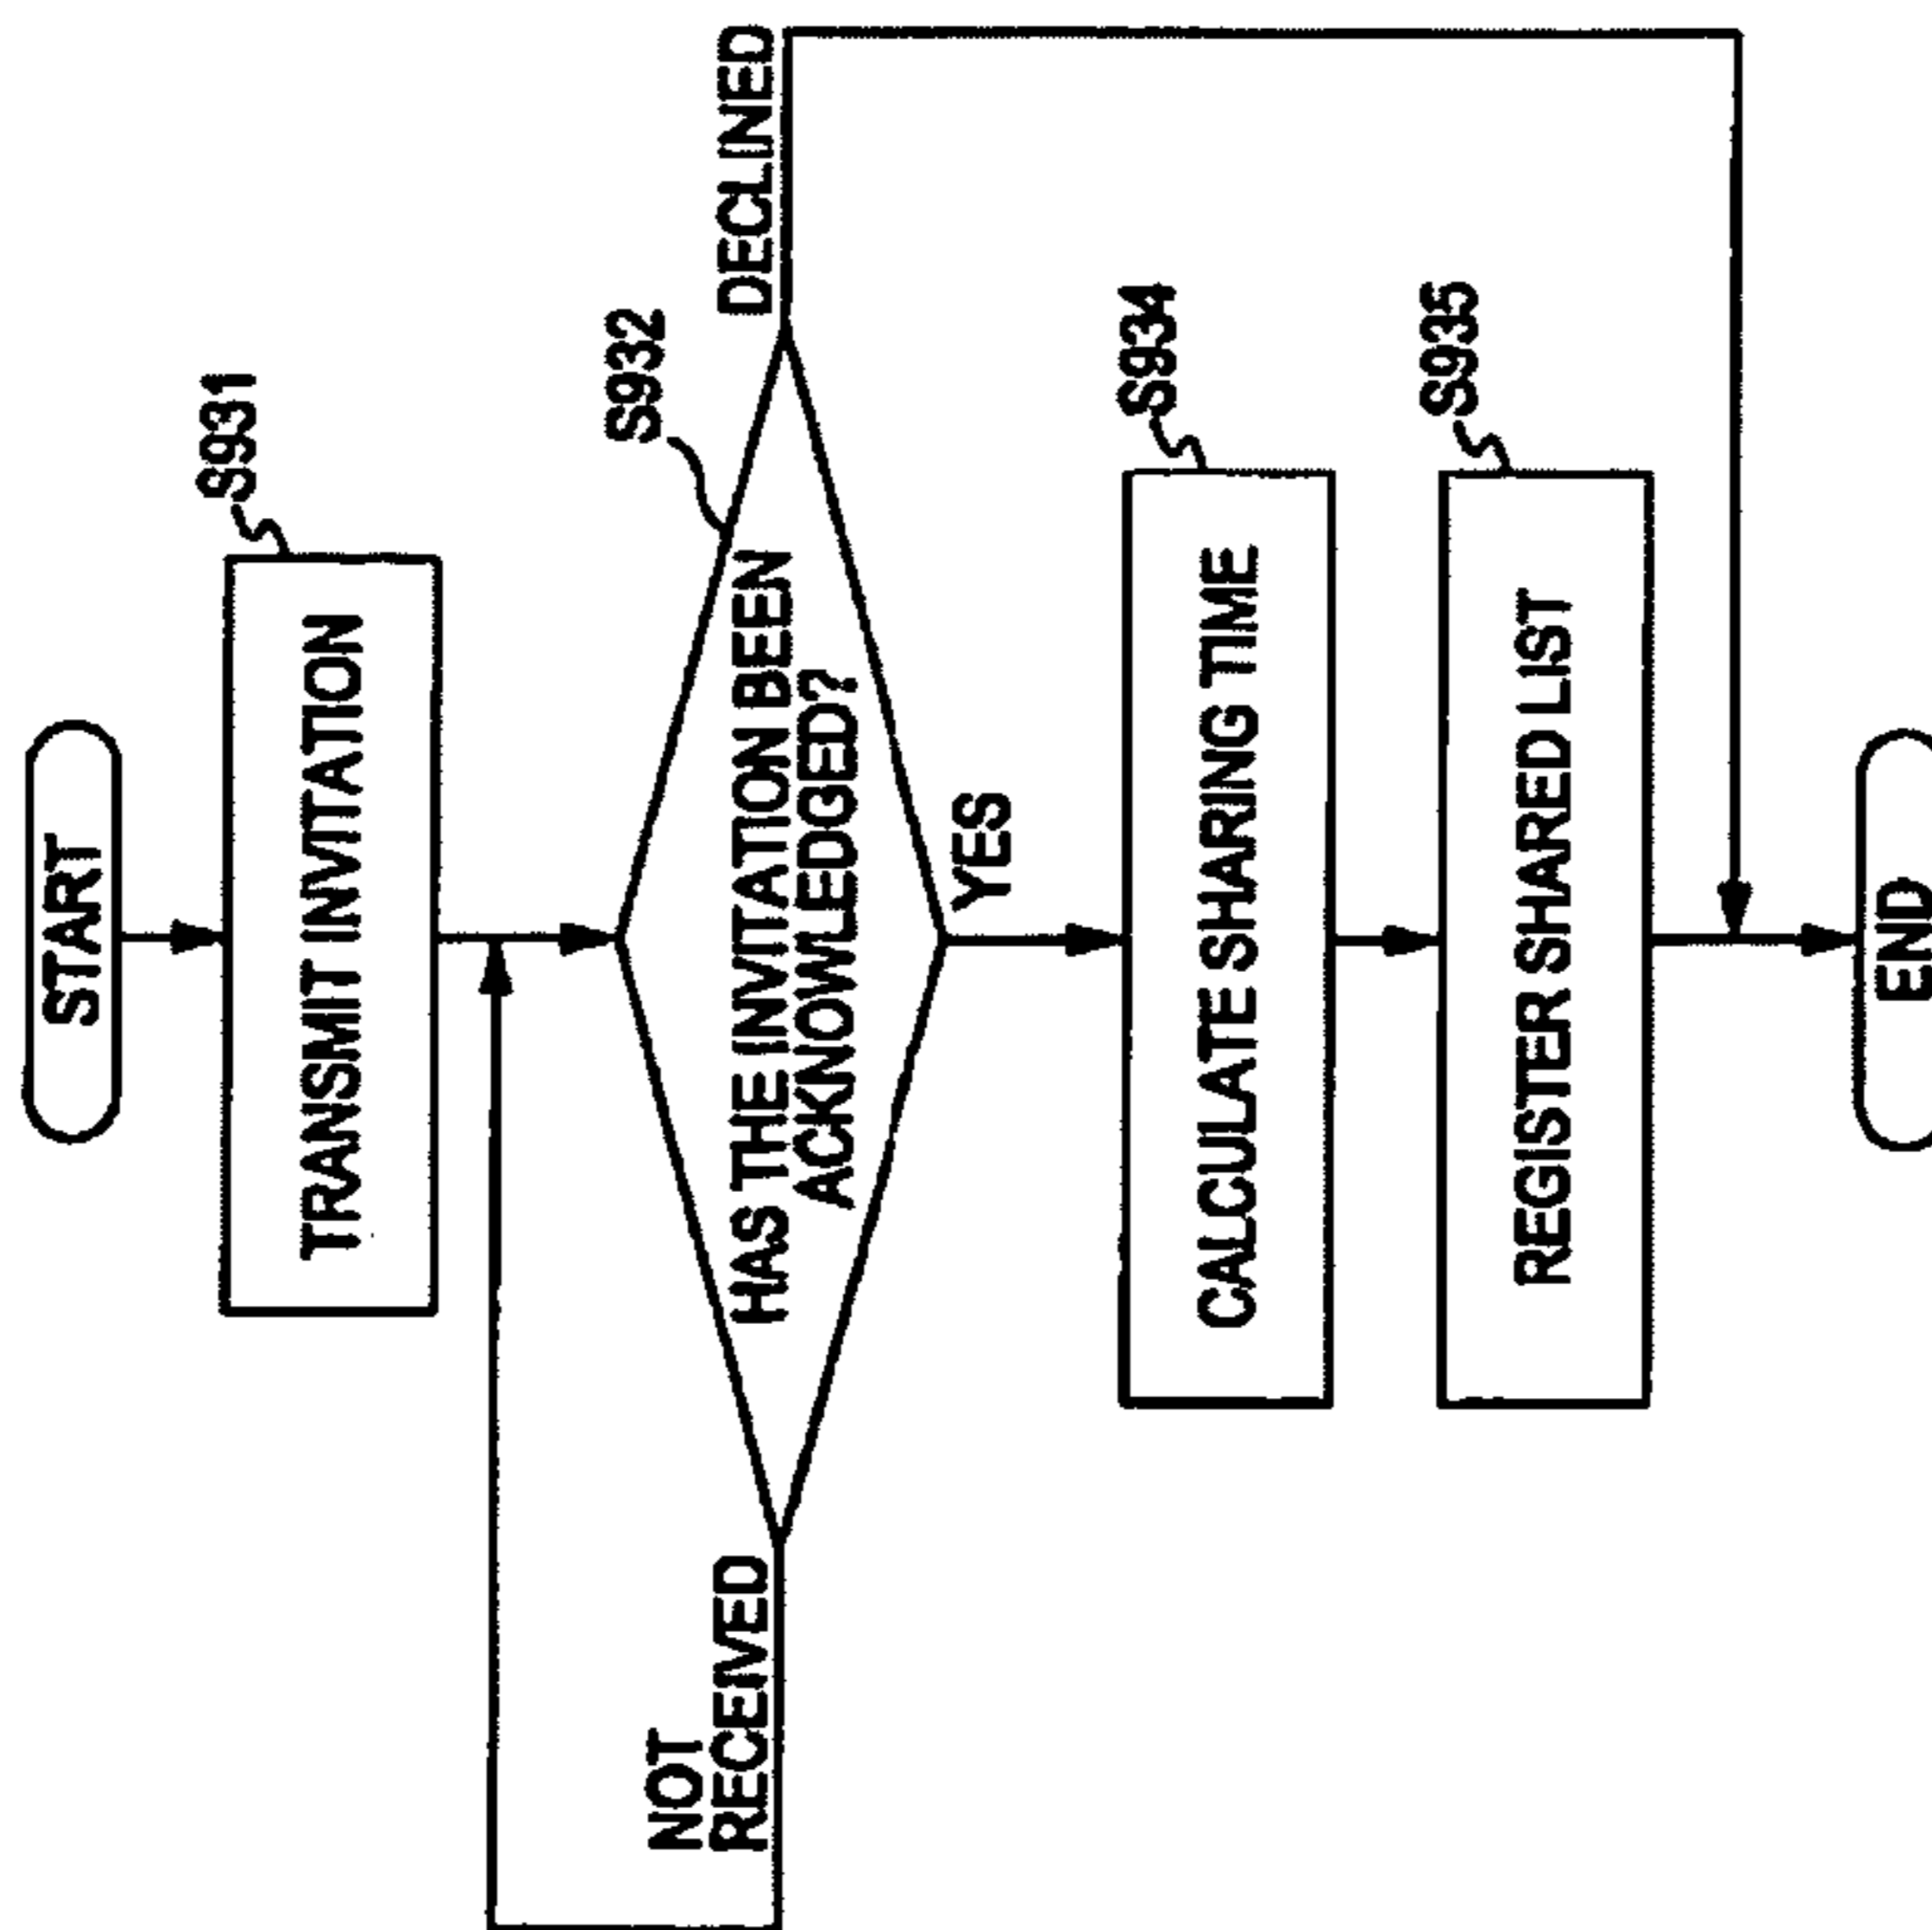 START
S931
TRANSMIT INVITATION
S932
HAS THE INVITATION BEEN
ACKNOWLEDGED?
NOT
RECEIVED
DECLINED
YES
S934
CALCULATE SHARING TIME
S935
REGISTER SHARED LIST
END